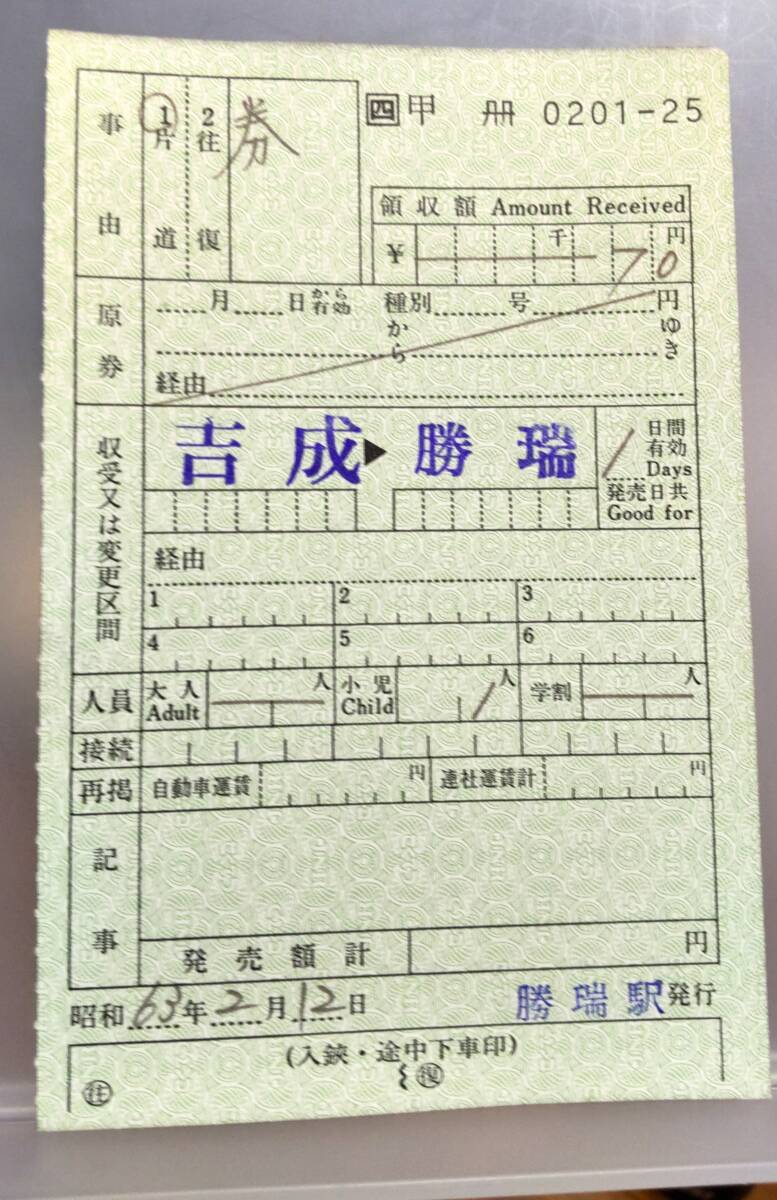 事由
1片道
2往復
券
四 甲 冊 0201-25
領収額 Amount Received
¥ 千 円
70
原券
月 日から有効 種別 号 円
から ゆき
経由
収受又は変更区間
吉成▶勝瑞
1日間有効
Days
発売日共
Good for
経由
1 2 3
4 5 6
人員 大人 Adult 人 小児 Child 1人 学割 人
接続
再掲 自動車運賃 円 連社運賃計 円
記事
発売額計 円
昭和63年2月12日 勝瑞駅発行
(入鋏・途中下車印)
往 復